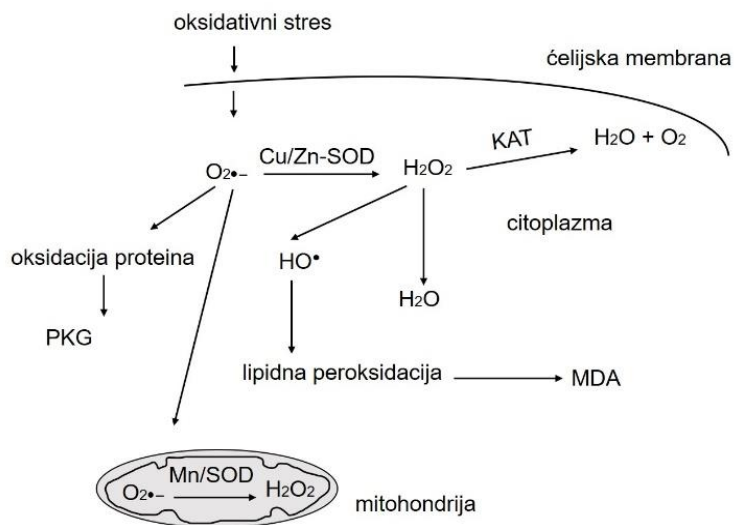 oksidativni stres
ćelijska membrana
KAT
H2O + O2
Cu/Zn-SOD
O2•–
H2O2
citoplazma
oksidacija proteina
HO•
H2O
PKG
lipidna peroksidacija
MDA
Mn/SOD
O2•–
H2O2
mitohondrija